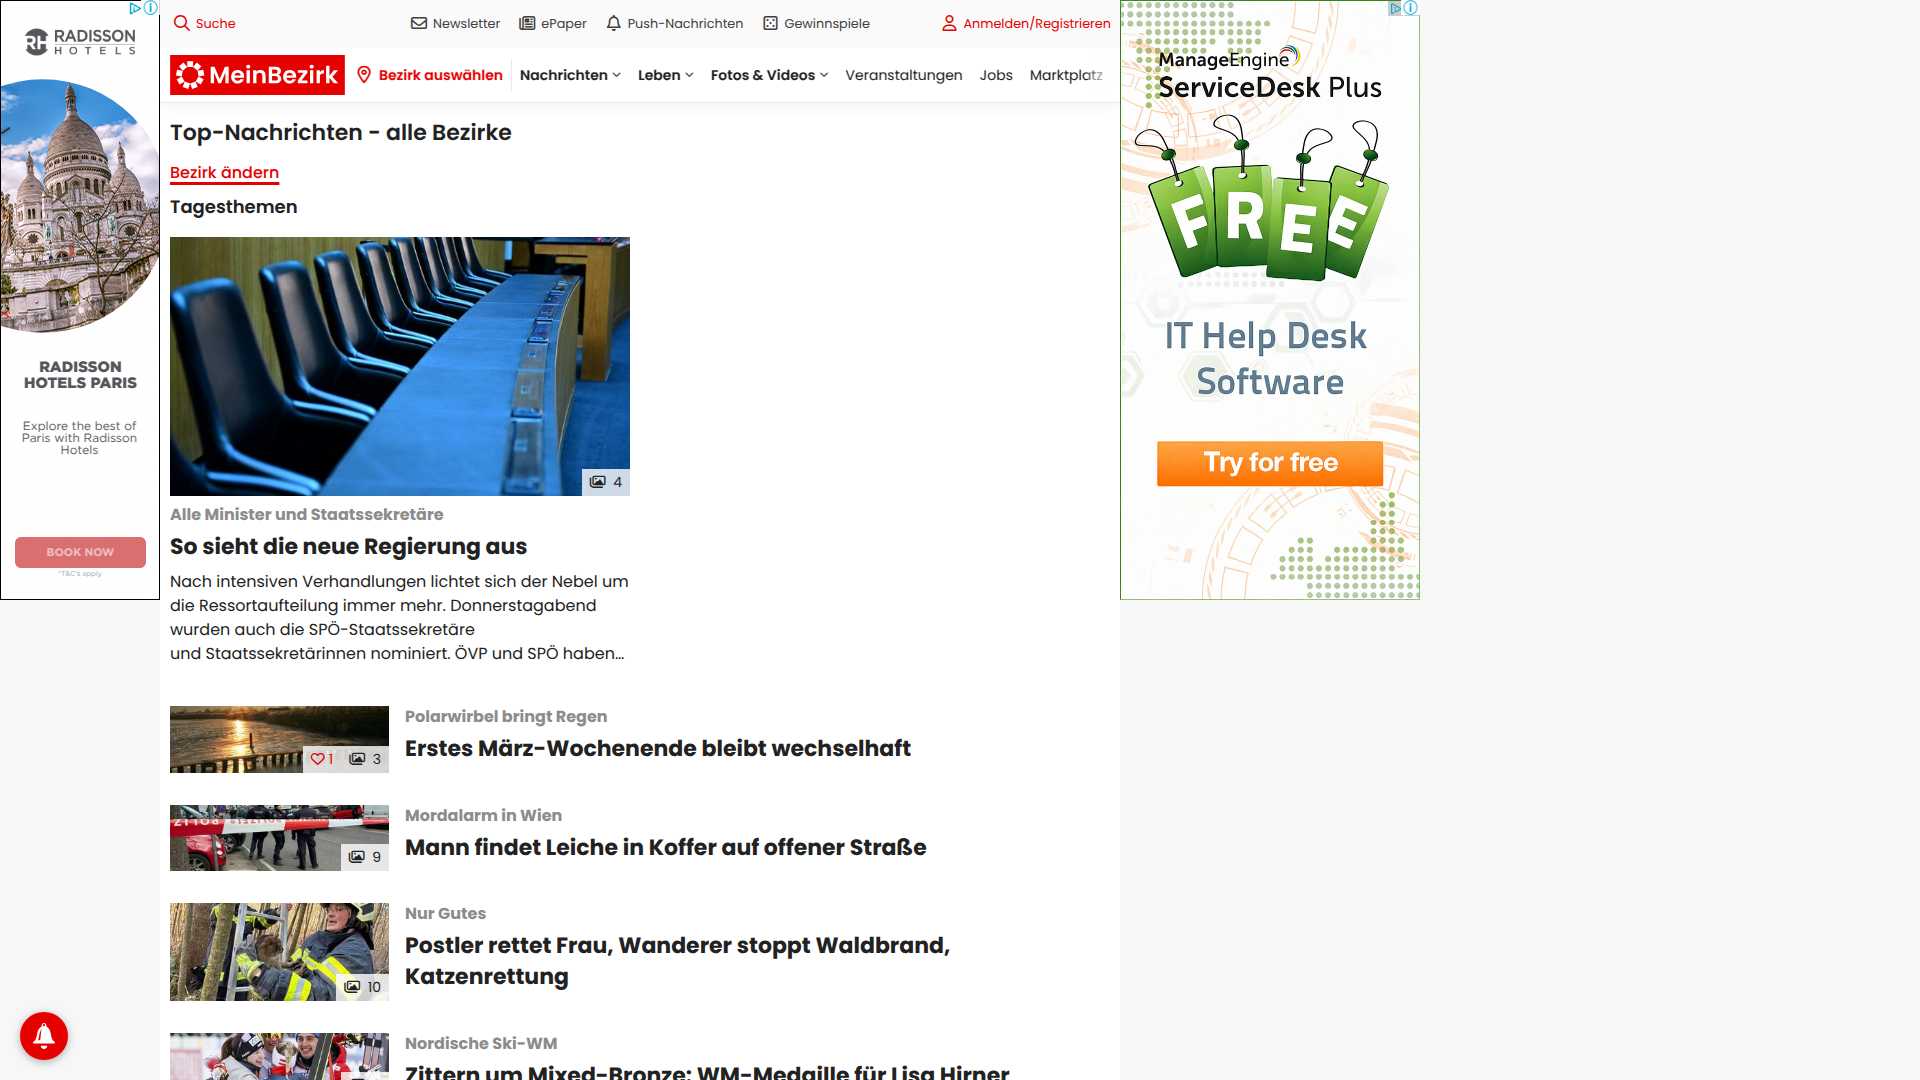 RADISSON
HOTELS
RADISSON
HOTELS PARIS
Explore the best of
Paris with Radisson
Hotels
BOOK NOW
*T&C's apply
Suche
Newsletter
ePaper
Push-Nachrichten
Gewinnspiele
Anmelden/Registrieren
MeinBezirk
Bezirk auswählen
Nachrichten
Leben
Fotos & Videos
Veranstaltungen
Jobs
Marktplatz
Top-Nachrichten - alle Bezirke
Bezirk ändern
Tagesthemen
4
Alle Minister und Staatssekretäre
So sieht die neue Regierung aus
Nach intensiven Verhandlungen lichtet sich der Nebel um
die Ressortaufteilung immer mehr. Donnerstagabend
wurden auch die SPÖ-Staatssekretäre
und Staatssekretärinnen nominiert. ÖVP und SPÖ haben...
1
3
Polarwirbel bringt Regen
Erstes März-Wochenende bleibt wechselhaft
9
Mordalarm in Wien
Mann findet Leiche in Koffer auf offener Straße
10
Nur Gutes
Postler rettet Frau, Wanderer stoppt Waldbrand,
Katzenrettung
Nordische Ski-WM
Zittern um Mixed-Bronze: WM-Medaille für Lisa Hirner
ManageEngine
ServiceDesk Plus
FREE
IT Help Desk
Software
Try for free